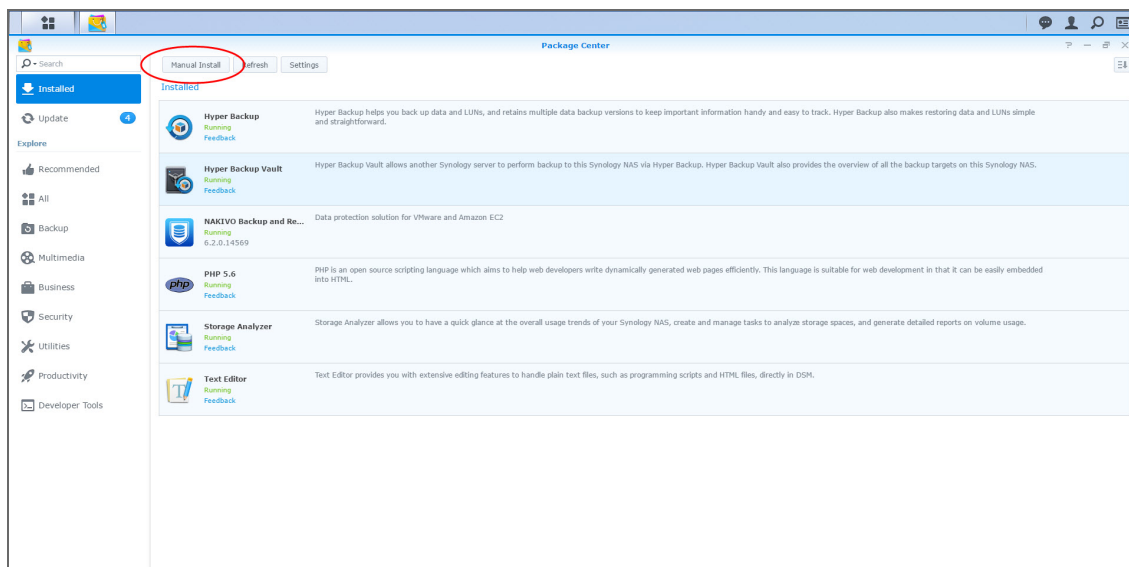 Package Center
Search
Manual Install
Refresh
Settings
Installed
Installed
Update
4
Explore
Recommended
All
Backup
Multimedia
Business
Security
Utilities
Productivity
Developer Tools
Hyper Backup
Running
Feedback
Hyper Backup helps you back up data and LUNs, and retains multiple data backup versions to keep important information handy and easy to track. Hyper Backup also makes restoring data and LUNs simple
and straightforward.
Hyper Backup Vault
Running
Feedback
Hyper Backup Vault allows another Synology server to perform backup to this Synology NAS via Hyper Backup. Hyper Backup Vault also provides the overview of all the backup targets on this Synology NAS.
NAKIVO Backup and Re...
Running
6.2.0.14569
Data protection solution for VMware and Amazon EC2
php
PHP 5.6
Running
Feedback
PHP is an open source scripting language which aims to help web developers write dynamically generated web pages efficiently. This language is suitable for web development in that it can be easily embedded
into HTML.
Storage Analyzer
Running
Feedback
Storage Analyzer allows you to have a quick glance at the overall usage trends of your Synology NAS, create and manage tasks to analyze storage spaces, and generate detailed reports on volume usage.
Text Editor
Running
Feedback
Text Editor provides you with extensive editing features to handle plain text files, such as programming scripts and HTML files, directly in DSM.